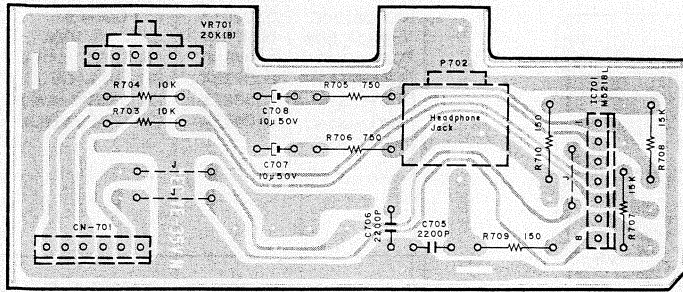 VR701
20K(B)
P702
IC701
M5218L
R704 10K
R703 10K
R705 750
C708
10µ50V
R706 750
C707
10µ50V
Headphone
Jack
150
R710
1
15K
R708
J
J
J
15K
R707
8
CN-701
C706
2200P
C705
2200P
R709 150